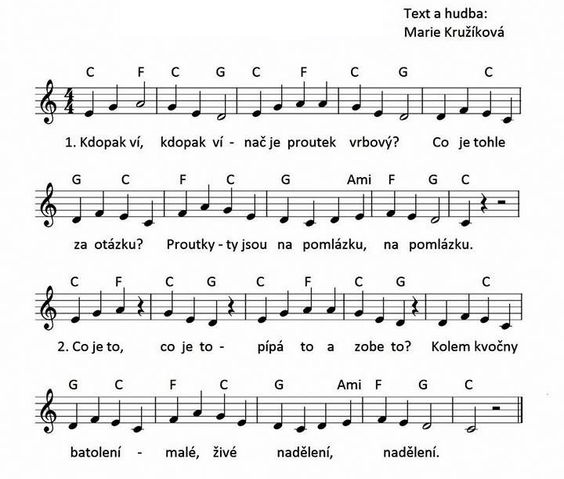 Text a hudba:
Marie Kružíková
C F C G C F C G C
4 4
1. Kdopak ví, kdopak ví - nač je proutek vrbový? Co je tohle
G C F C G Ami F G C
za otázku? Proutky - ty jsou na pomlázku, na pomlázku.
C F C G C F C G C
2. Co je to, co je to - pípá to a zobe to? Kolem kvočny
G C F C G Ami F G C
batolení - malé, živé nadělení, nadělení.